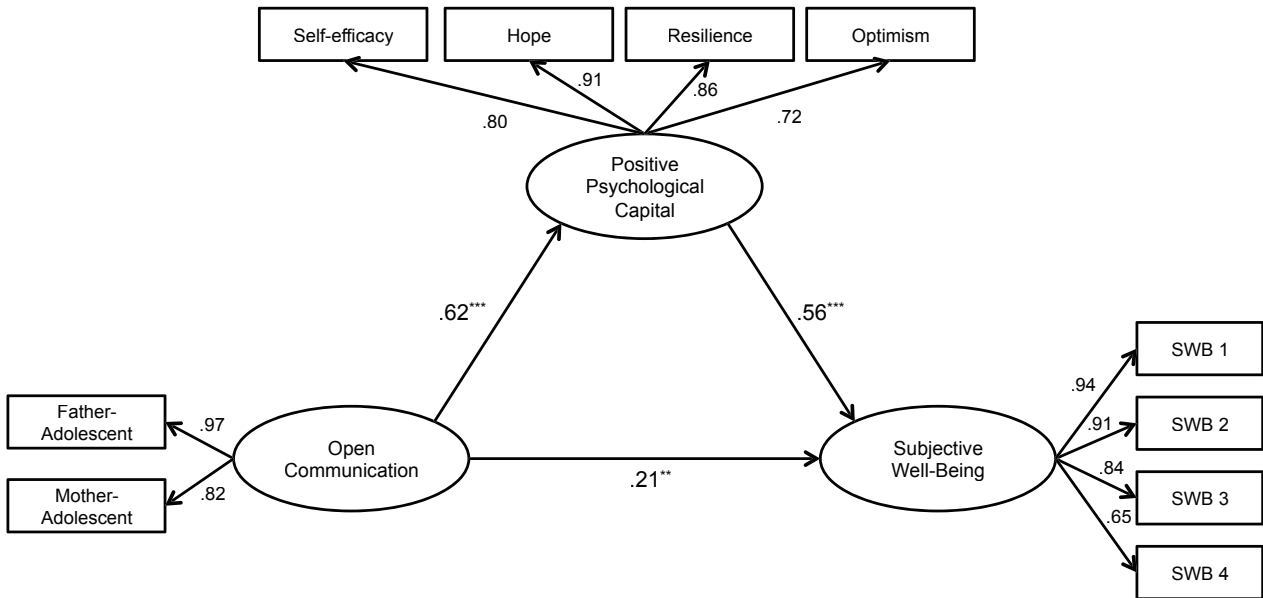 Self-efficacy
Hope
Resilience
Optimism
.80
.91
.86
.72
Positive
Psychological
Capital
.62***
.56***
Father-
Adolescent
Mother-
Adolescent
.97
.82
Open
Communication
.21**
Subjective
Well-Being
.94
.91
.84
.65
SWB 1
SWB 2
SWB 3
SWB 4